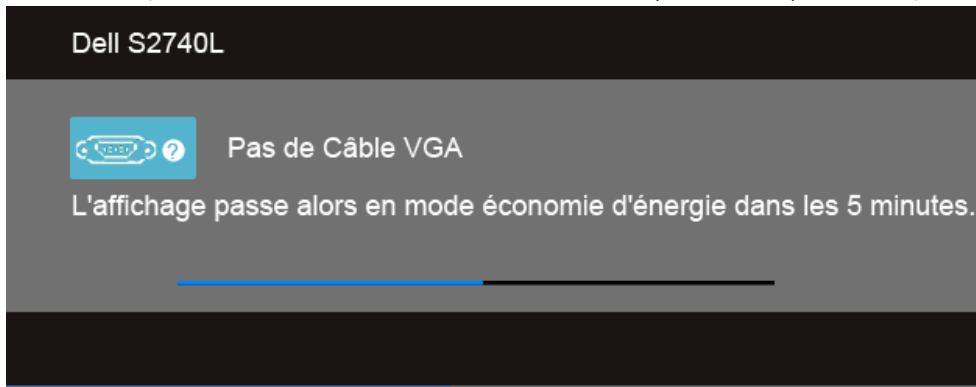 Dell S2740L
Pas de Câble VGA
L'affichage passe alors en mode économie d'énergie dans les 5 minutes.